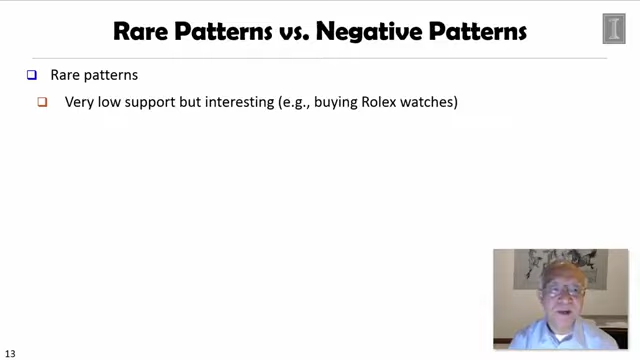 Rare Patterns vs. Negative Patterns
I
Rare patterns
Very low support but interesting (e.g., buying Rolex watches)
13